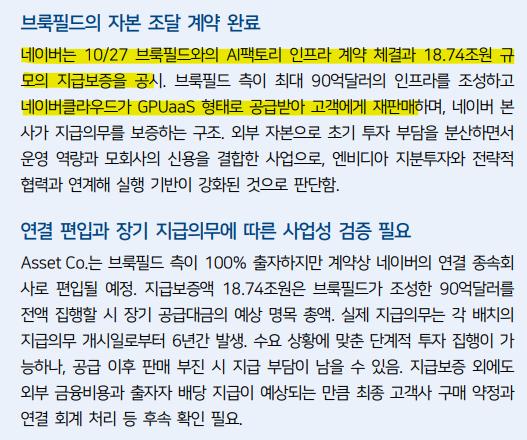 브룩필드의 자본 조달 계약 완료
네이버는 10/27 브룩필드와의 AI팩토리 인프라 계약 체결과 18.74조원 규
모의 지급보증을 공시. 브룩필드 측이 최대 90억달러의 인프라를 조성하고
네이버클라우드가 GPUaaS 형태로 공급받아 고객에게 재판매하며, 네이버 본
사가 지급의무를 보증하는 구조. 외부 자본으로 초기 투자 부담을 분산하면서
운영 역량과 모회사의 신용을 결합한 사업으로, 엔비디아 지분투자와 전략적
협력과 연계해 실행 기반이 강화된 것으로 판단함.
연결 편입과 장기 지급의무에 따른 사업성 검증 필요
Asset Co.는 브룩필드 측이 100% 출자하지만 계약상 네이버의 연결 종속회
사로 편입될 예정. 지급보증액 18.74조원은 브룩필드가 조성한 90억달러를
전액 집행할 시 장기 공급대금의 예상 명목 총액. 실제 지급의무는 각 배치의
지급의무 개시일로부터 6년간 발생. 수요 상황에 맞춘 단계적 투자 집행이 가
능하나, 공급 이후 판매 부진 시 지급 부담이 남을 수 있음. 지급보증 외에도
외부 금융비용과 출자자 배당 지급이 예상되는 만큼 최종 고객사 구매 약정과
연결 회계 처리 등 후속 확인 필요.